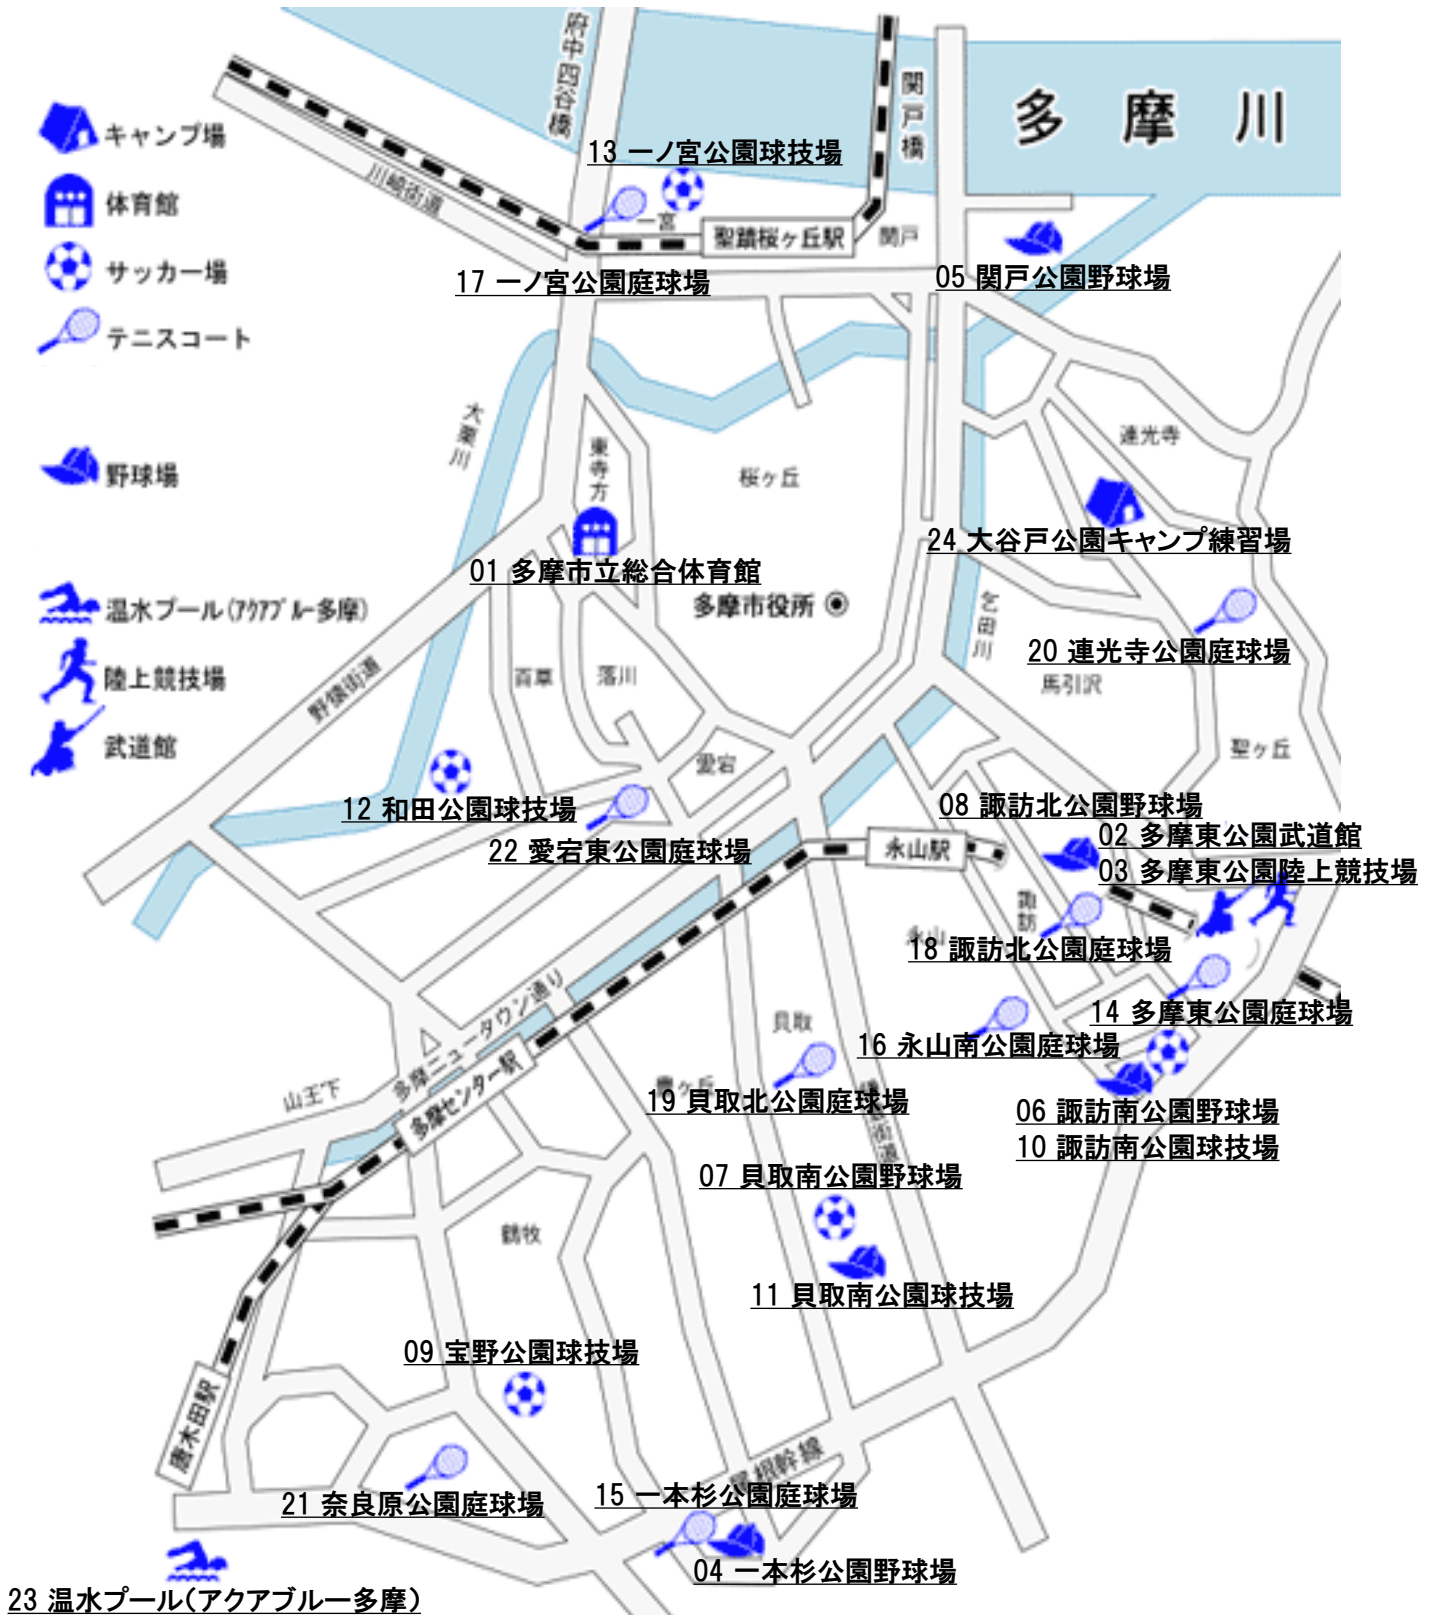 府中四谷橋
関戸橋
多摩川
キャンプ場
13 一ノ宮公園球技場
川崎街道
体育館
一宮
聖蹟桜ヶ丘駅
関戸
サッカー場
17 一ノ宮公園庭球場
05 関戸公園野球場
テニスコート
大栗川
東寺方
連光寺
野球場
桜ヶ丘
24 大谷戸公園キャンプ練習場
01 多摩市立総合体育館
温水プール(アクアブルー多摩)
多摩市役所
乞田川
20 連光寺公園庭球場
陸上競技場
百草
落川
馬引沢
野猿街道
武道館
聖ヶ丘
愛宕
12 和田公園球技場
08 諏訪北公園野球場
22 愛宕東公園庭球場
永山駅
02 多摩東公園武道館
03 多摩東公園陸上競技場
諏訪
永山
18 諏訪北公園庭球場
多摩ニュータウン通り
貝取
14 多摩東公園庭球場
16 永山南公園庭球場
山王下
多摩センター駅
豊ヶ丘
19 貝取北公園庭球場
06 諏訪南公園野球場
10 諏訪南公園球技場
街道
07 貝取南公園野球場
鶴牧
11 貝取南公園球技場
09 宝野公園球技場
唐木田駅
尾根幹線
21 奈良原公園庭球場
15 一本杉公園庭球場
04 一本杉公園野球場
23 温水プール(アクアブルー多摩)